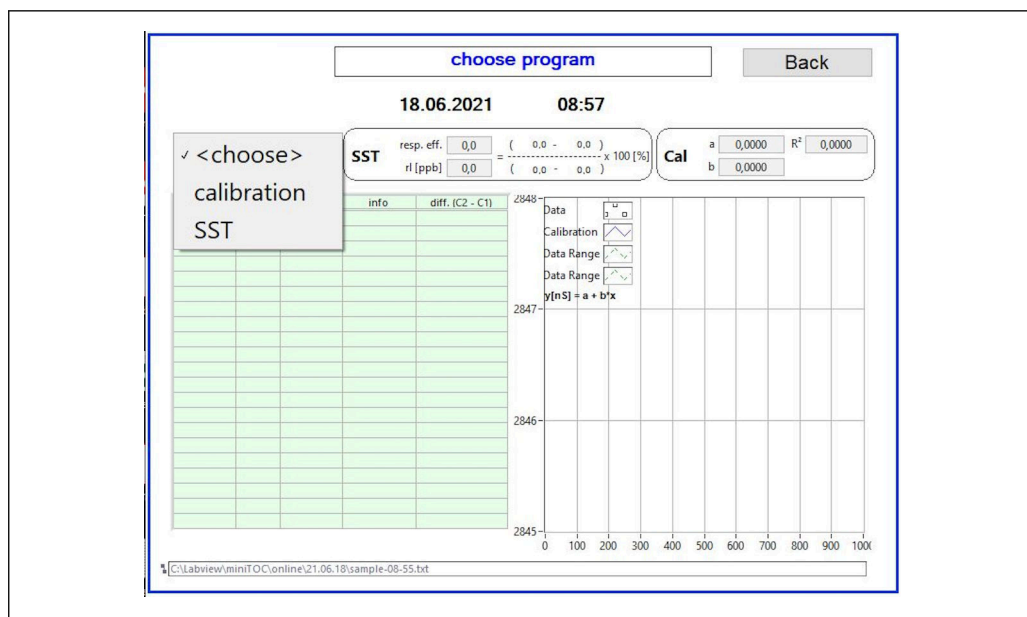 choose program
Back
18.06.2021 08:57
✓ <choose>
calibration
SST
SST resp. eff. 0,0 = ( 0,0 - 0,0 ) x 100 [%]
rl [ppb] 0,0 ( 0,0 - 0,0 )
Cal a 0,0000 R² 0,0000
b 0,0000
info diff. (C2 - C1)
2848
Data
Calibration
Data Range
Data Range
y[nS] = a + b*x
2847
2846
2845
0 100 200 300 400 500 600 700 800 900 100
C:\Labview\miniTOC\online\21.06.18\sample-08-55.txt